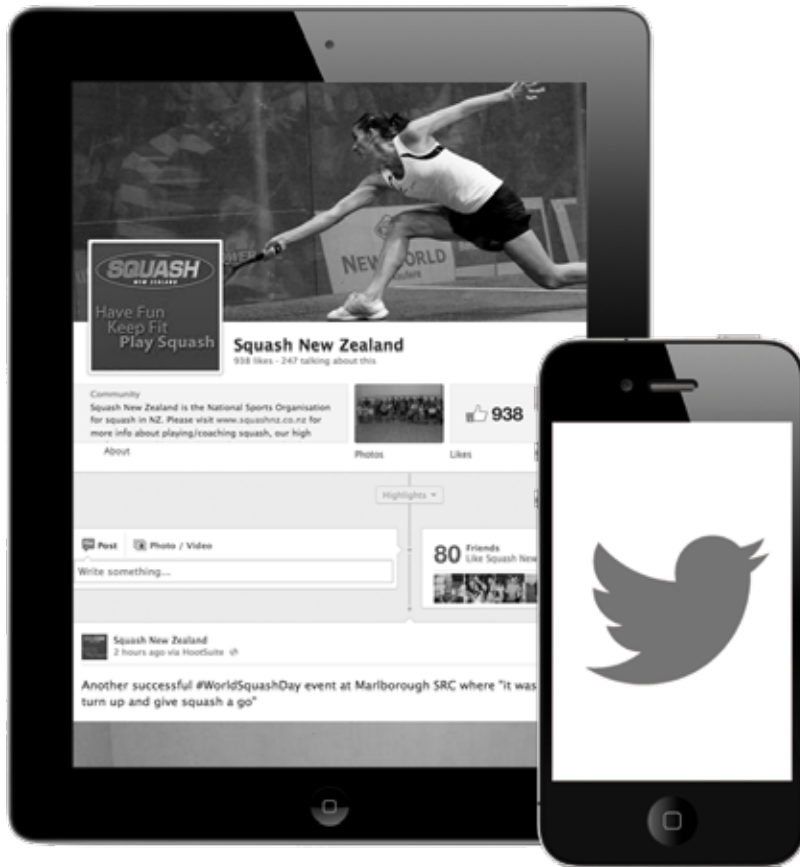 NEW WORLD
SQUASH
NEW ZEALAND
Have Fun
Keep Fit
Play Squash
Squash New Zealand
938 likes · 247 talking about this
Community
Squash New Zealand is the National Sports Organisation
for squash in NZ. Please visit www.squashnz.co.nz for
more info about playing/coaching squash, our high
About
Photos
938
Likes
Highlights
Post
Photo / Video
Write something...
80 Friends
Like Squash New
Squash New Zealand
2 hours ago via HootSuite
Another successful #WorldSquashDay event at Marlborough SRC where "it was
turn up and give squash a go"